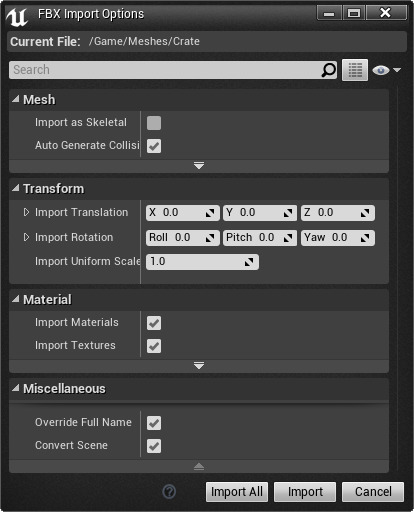 FBX Import Options
Current File: /Game/Meshes/Crate
Search
Mesh
Import as Skeletal
Auto Generate Collisi
Transform
Import Translation X 0.0 Y 0.0 Z 0.0
Import Rotation Roll 0.0 Pitch 0.0 Yaw 0.0
Import Uniform Scale 1.0
Material
Import Materials
Import Textures
Miscellaneous
Override Full Name
Convert Scene
Import All Import Cancel